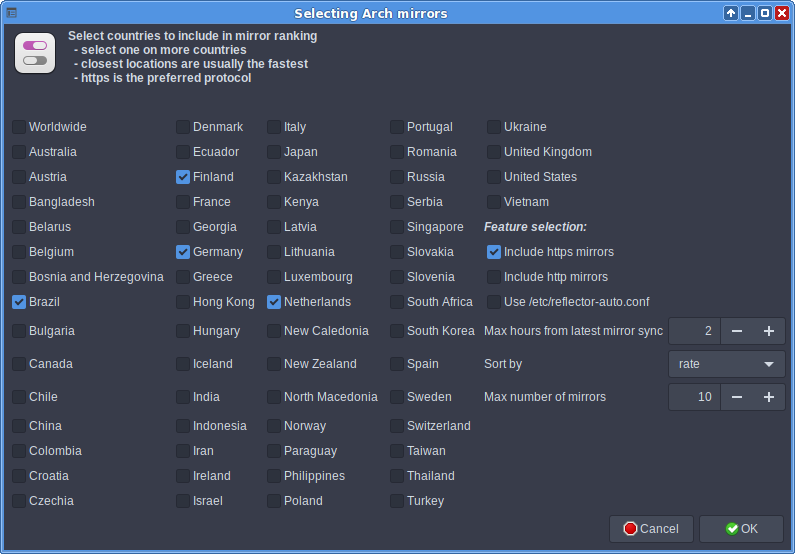 Selecting Arch mirrors
Select countries to include in mirror ranking
- select one on more countries
- closest locations are usually the fastest
- https is the preferred protocol
Worldwide Denmark Italy Portugal Ukraine
Australia Ecuador Japan Romania United Kingdom
Austria Finland Kazakhstan Russia United States
Bangladesh France Kenya Serbia Vietnam
Belarus Georgia Latvia Singapore Feature selection:
Belgium Germany Lithuania Slovakia Include https mirrors
Bosnia and Herzegovina Greece Luxembourg Slovenia Include http mirrors
Brazil Hong Kong Netherlands South Africa Use /etc/reflector-auto.conf
Bulgaria Hungary New Caledonia South Korea Max hours from latest mirror sync 2 − +
Canada Iceland New Zealand Spain Sort by rate
Chile India North Macedonia Sweden Max number of mirrors 10 − +
China Indonesia Norway Switzerland
Colombia Iran Paraguay Taiwan
Croatia Ireland Philippines Thailand
Czechia Israel Poland Turkey
Cancel OK